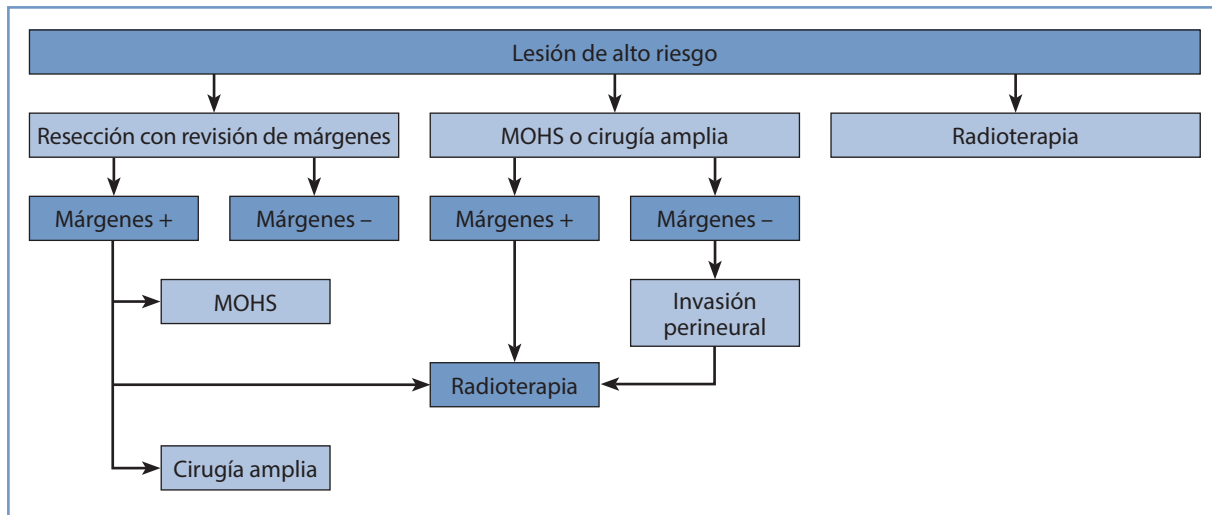 Lesión de alto riesgo
Resección con revisión de márgenes
MOHS o cirugía amplia
Radioterapia
Márgenes +
Márgenes –
Márgenes +
Márgenes –
MOHS
Invasión
perineural
Radioterapia
Cirugía amplia